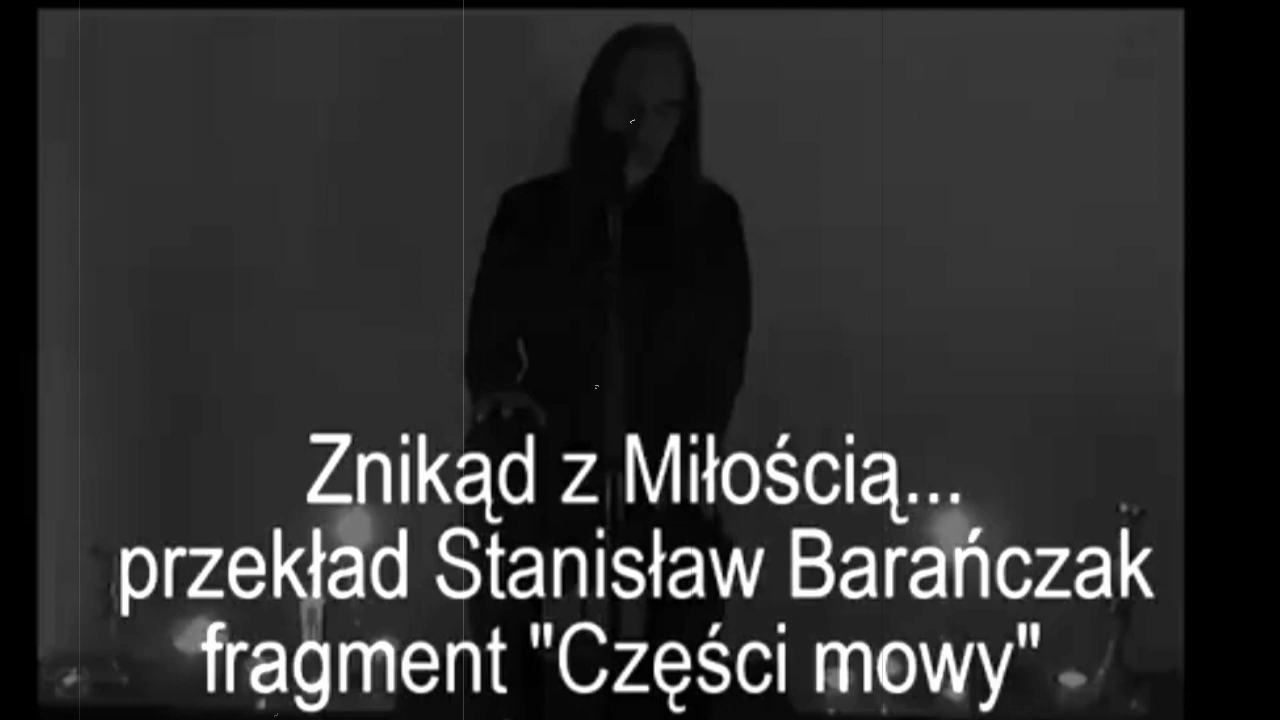 Znikąd z Miłością...
przekład Stanisław Barańczak
fragment "Części mowy"